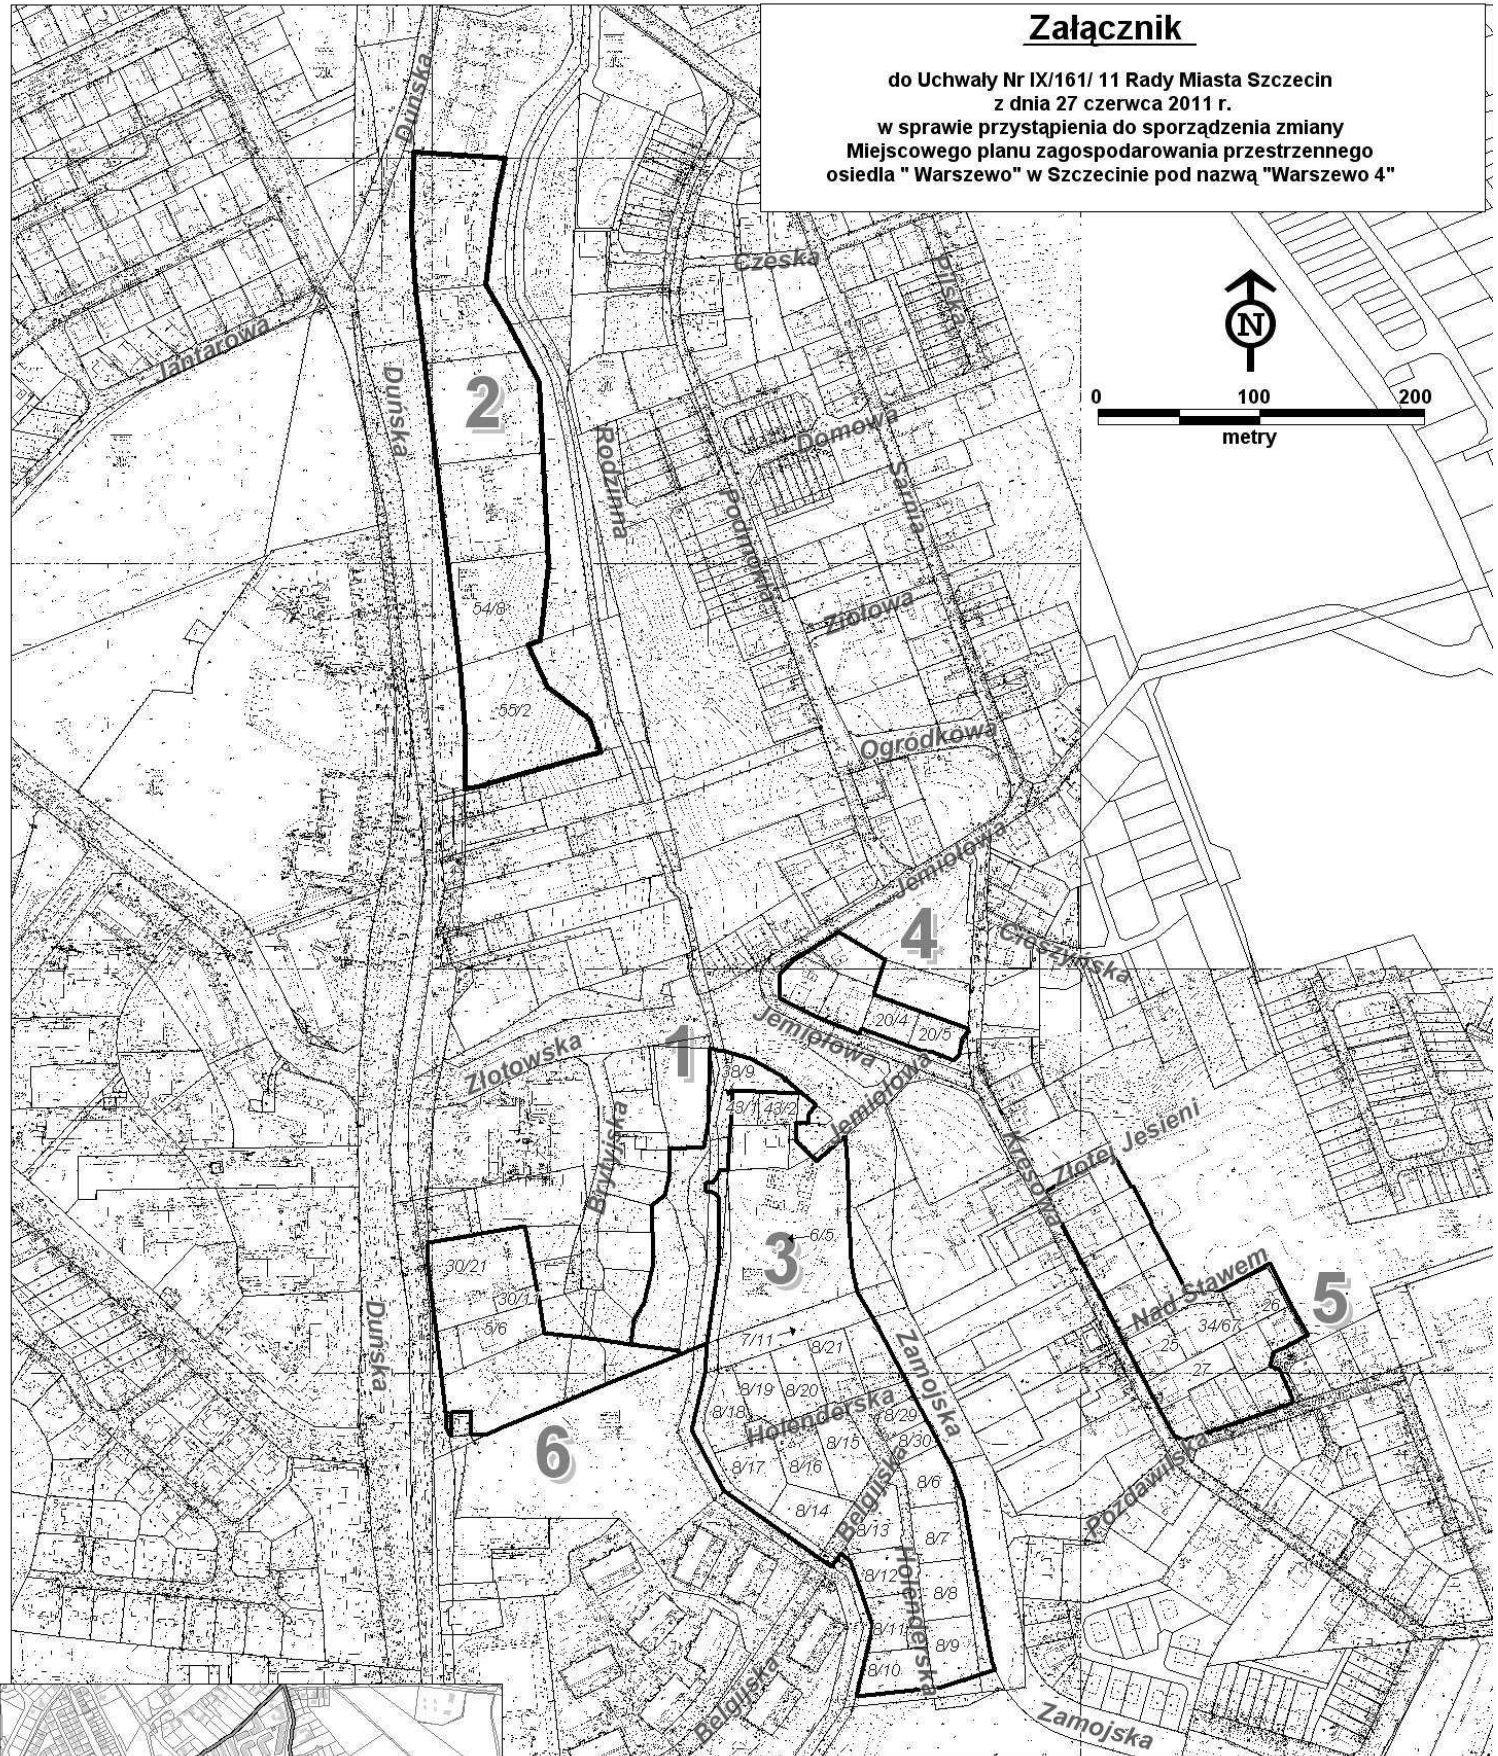 Załącznik
do Uchwały Nr IX/161/ 11 Rady Miasta Szczecin
z dnia 27 czerwca 2011 r.
w sprawie przystąpienia do sporządzenia zmiany
Miejscowego planu zagospodarowania przestrzennego
osiedla " Warszewo" w Szczecinie pod nazwą "Warszewo 4"
N
0 100 200
metry
Duńska
Czeska
Pilska
Jantarowa
Duńska
2
Rodzinna
Domowa
Sarnia
Podmokła
54/8
Ziołowa
55/2
Ogródkowa
Jemiołowa
4
Cieszyńska
20/4
20/5
Jemiołowa
1
Złotowska
38/9
43/1
43/2
Jemiołowa
Brytyjska
Kresowa
Złotej Jesieni
30/21
30/11
5/6
3
6/5
Nad Stawem
5
26
34/67
25
27
Duńska
7/11
8/21
Zamojska
8/19
8/20
8/18
Holenderska
8/29
8/30
8/15
8/17
8/16
6
8/6
Belgijska
8/14
Pozdawilska
8/13
8/7
8/12
Holenderska
8/8
8/11
8/9
8/10
Belgijska
Zamojska